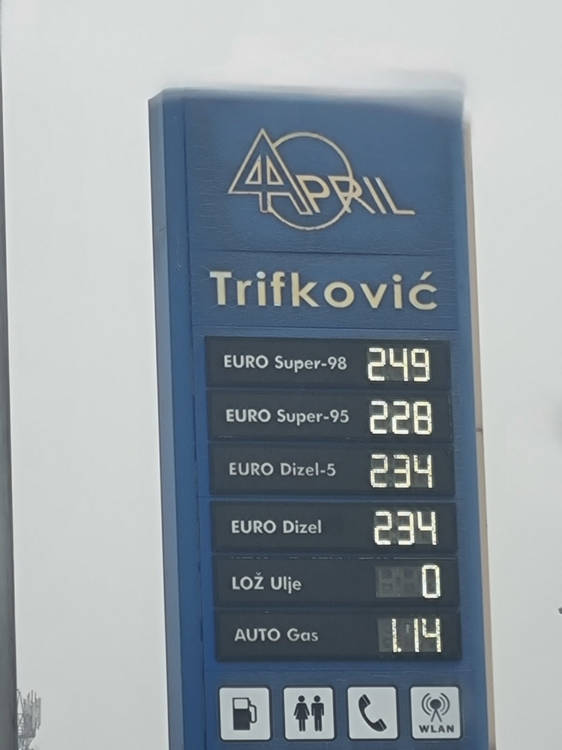 4APRIL
Trifković
EURO Super-98 249
EURO Super-95 228
EURO Dizel-5 234
EURO Dizel 234
LOŽ Ulje 0
AUTO Gas 1.14
WLAN